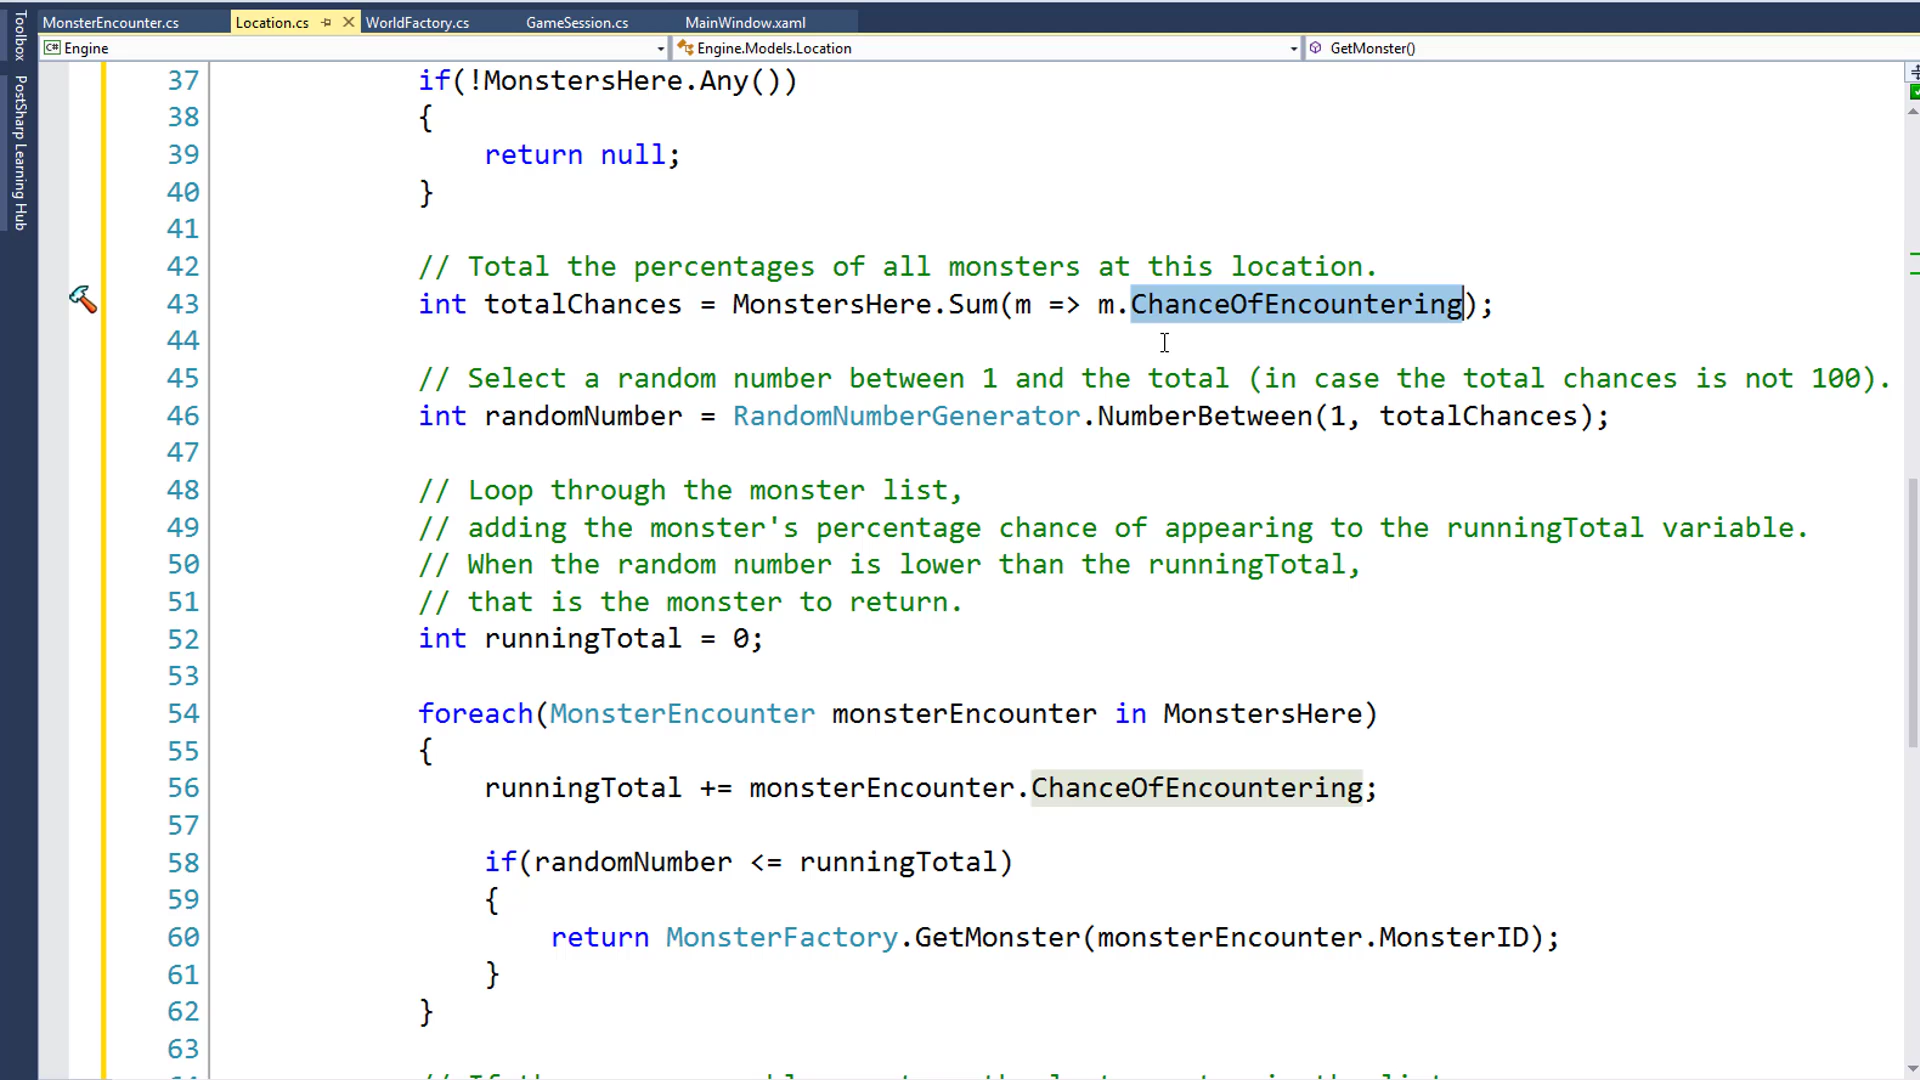 MonsterEncounter.cs
Location.cs
WorldFactory.cs
GameSession.cs
MainWindow.xaml
Toolbox
PostSharp Learning Hub
C# Engine
Engine.Models.Location
GetMonster()
37 if(!MonstersHere.Any())
38 {
39 return null;
40 }
41
42 // Total the percentages of all monsters at this location.
43 int totalChances = MonstersHere.Sum(m => m.ChanceOfEncountering);
44
45 // Select a random number between 1 and the total (in case the total chances is not 100).
46 int randomNumber = RandomNumberGenerator.NumberBetween(1, totalChances);
47
48 // Loop through the monster list,
49 // adding the monster's percentage chance of appearing to the runningTotal variable.
50 // When the random number is lower than the runningTotal,
51 // that is the monster to return.
52 int runningTotal = 0;
53
54 foreach(MonsterEncounter monsterEncounter in MonstersHere)
55 {
56 runningTotal += monsterEncounter.ChanceOfEncountering;
57
58 if(randomNumber <= runningTotal)
59 {
60 return MonsterFactory.GetMonster(monsterEncounter.MonsterID);
61 }
62 }
63